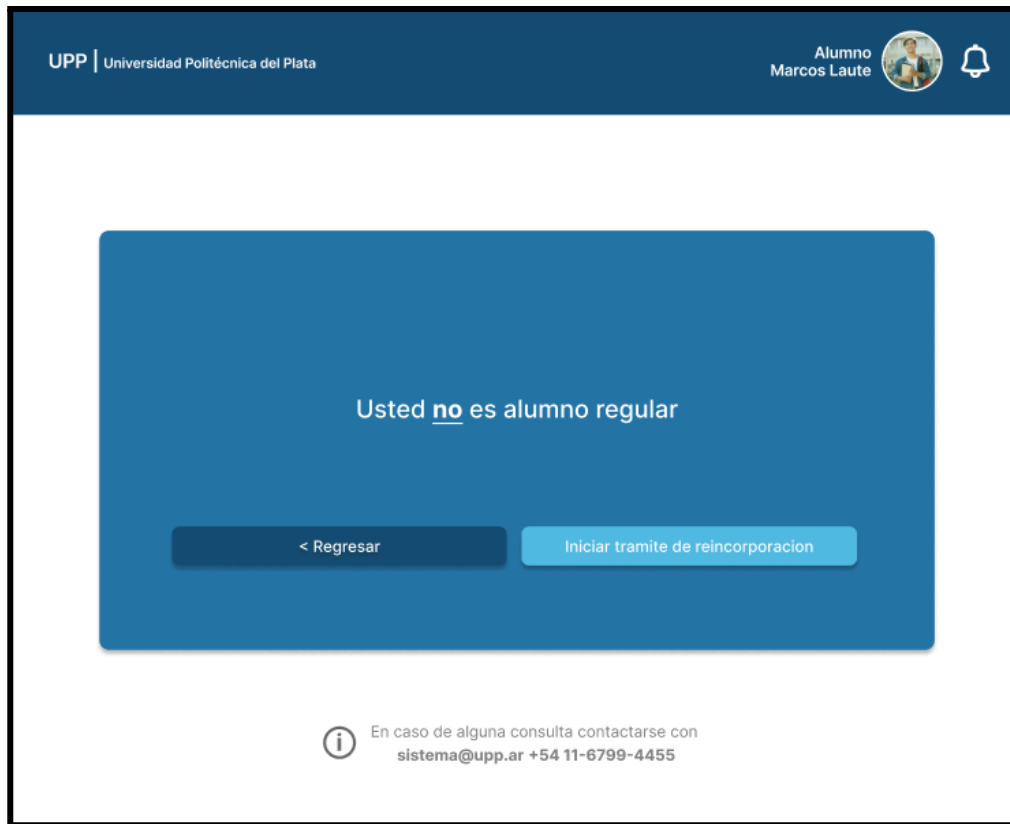 UPP | Universidad Politécnica del Plata
Alumno
Marcos Laute
Usted no es alumno regular
< Regresar
Iniciar tramite de reincorporacion
En caso de alguna consulta contactarse con
sistema@upp.ar +54 11-6799-4455